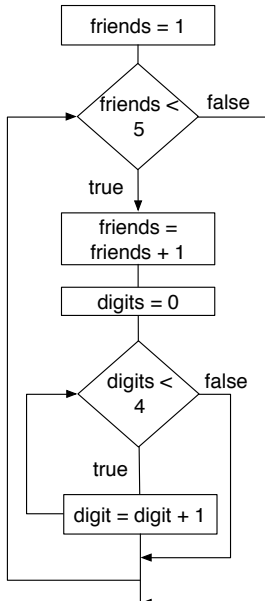 friends = 1
friends <
5
false
true
friends =
friends + 1
digits = 0
digits <
4
false
true
digit = digit + 1